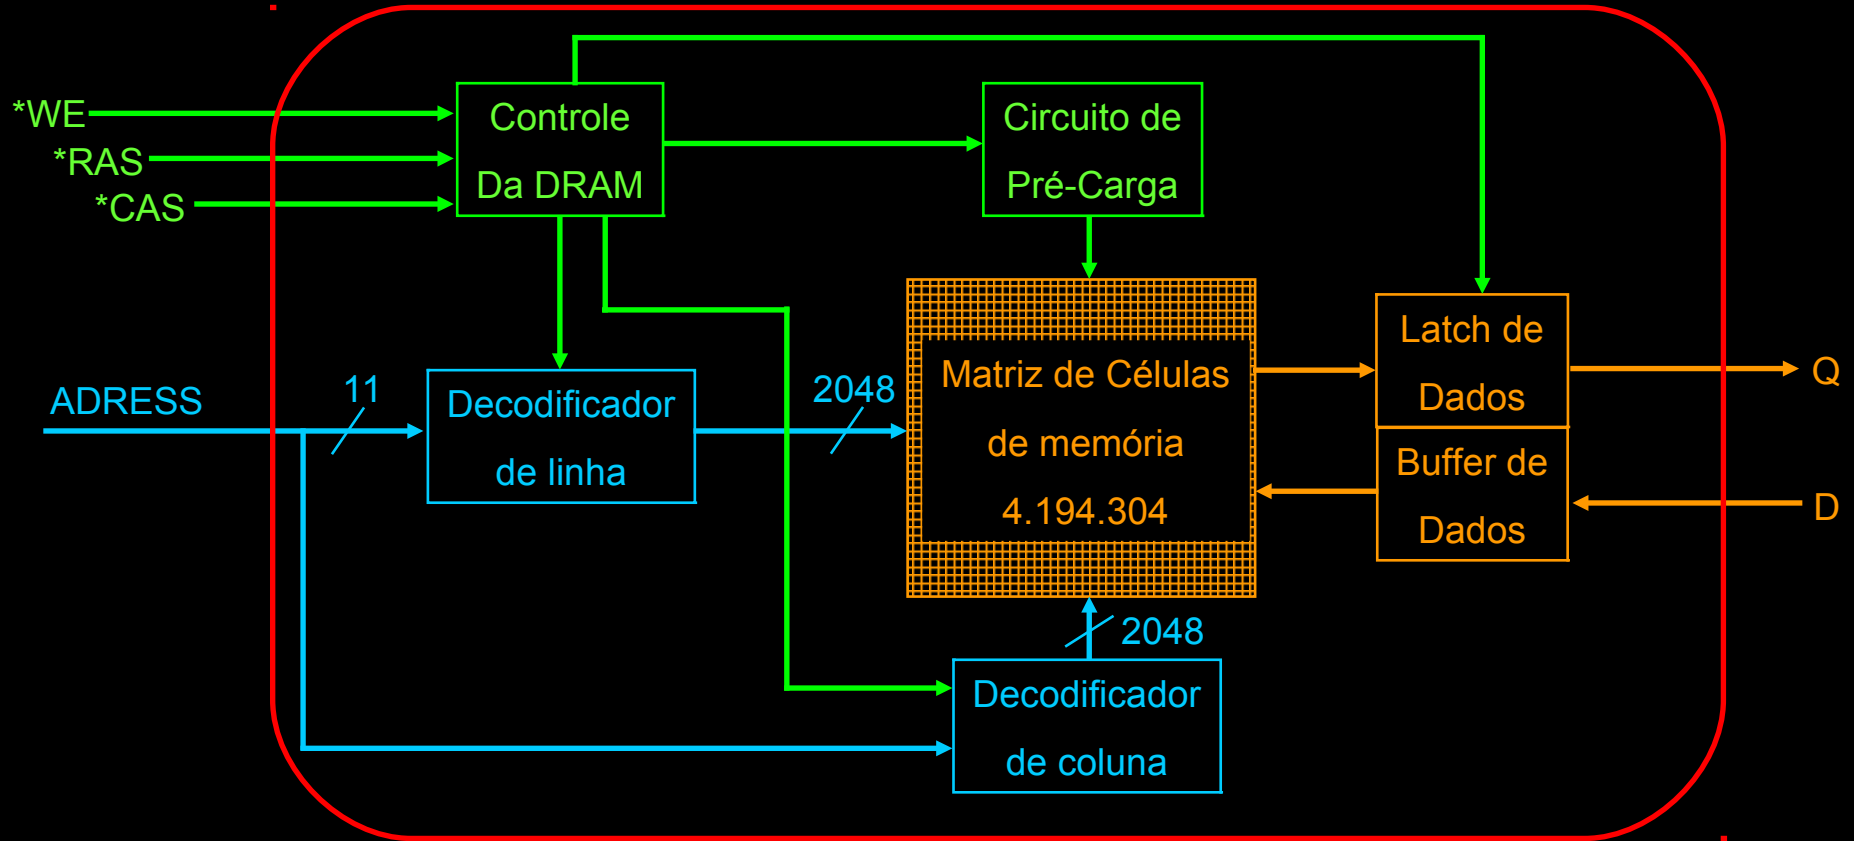 *WE
*RAS
*CAS
Controle
Da DRAM
Circuito de
Pré-Carga
ADRESS
11
Decodificador
de linha
2048
Matriz de Células
de memória
4.194.304
Latch de
Dados
Q
Buffer de
Dados
D
2048
Decodificador
de coluna